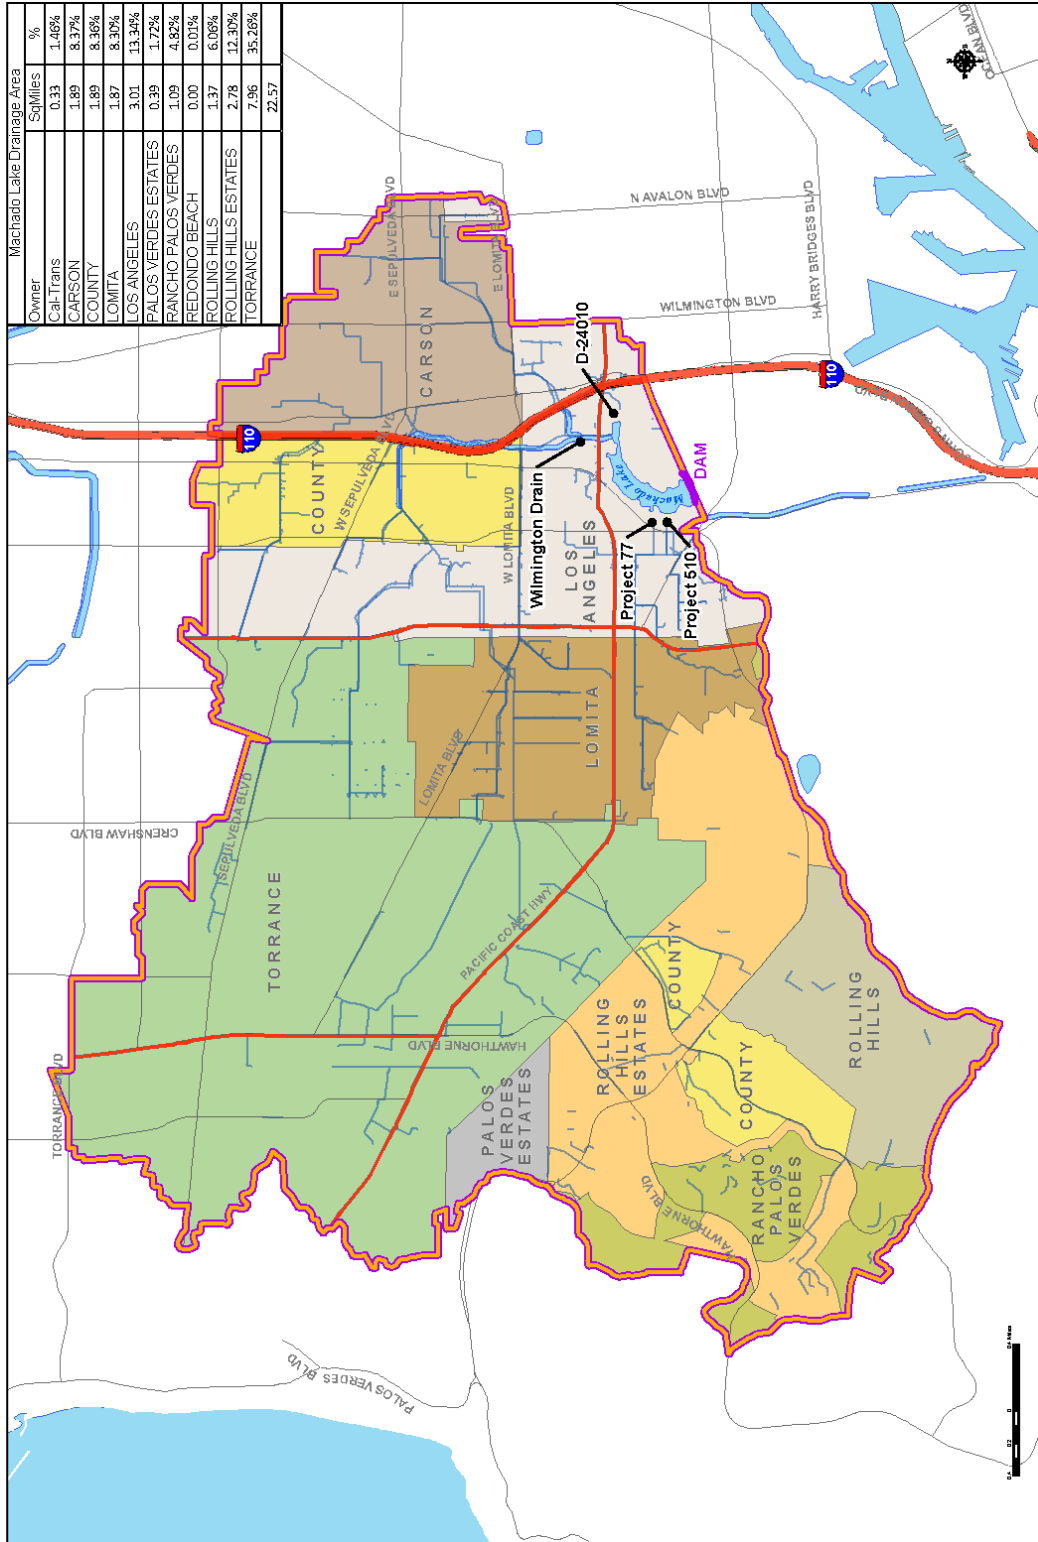 Machado Lake Drainage Area
Owner SqMiles %
Cal-Trans 0.33 1.46%
CARSON 1.89 8.37%
COUNTY 1.89 8.36%
LOMITA 1.87 8.30%
LOS ANGELES 3.01 13.34%
PALOS VERDES ESTATES 0.39 1.72%
RANCHO PALOS VERDES 1.09 4.82%
REDONDO BEACH 0.00 0.01%
ROLLING HILLS 1.37 6.06%
ROLLING HILLS ESTATES 2.78 12.30%
TORRANCE 7.96 35.26%
22.57
TORRANCE BLVD
CRENSHAW BLVD
SEPULVEDA BLVD
TORRANCE
PACIFIC COAST HWY
HAWTHORNE BLVD
PALOS
VERDES
ESTATES
PALOS VERDES BLVD
ROLLING
HILLS
ESTATES
COUNTY
COUNTY
ROLLING
HILLS
HAWTHORNE BLVD
RANCHO
PALOS
VERDES
LOMITA BLVD
LOMITA
COUNTY
W SEPULVEDA BLVD
W LOMITA BLVD
LOS
ANGELES
CARSON
E SEPULVEDA BLVD
E LOMITA BLVD
110
110
Wilmington Drain
D-24010
Machado Lake
Project 77
Project 510
DAM
N AVALON BLVD
WILMINGTON BLVD
HARRY BRIDGES BLVD
OCEAN BLVD